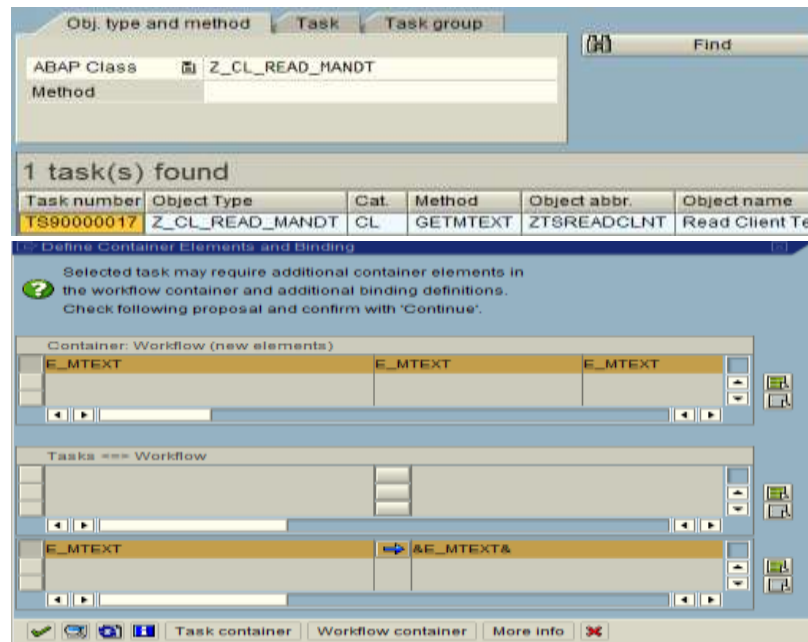 Obj. type and method Task Task group
Find
ABAP Class Z_CL_READ_MANDT
Method
1 task(s) found
Task number Object Type Cat. Method Object abbr. Object name
TS90000017 Z_CL_READ_MANDT CL GETMTEXT ZTSREADCLNT Read Client Te
Define Container Elements and Binding
Selected task may require additional container elements in
the workflow container and additional binding definitions.
Check following proposal and confirm with 'Continue'.
Container: Workflow (new elements)
E_MTEXT E_MTEXT E_MTEXT
Tasks === Workflow
E_MTEXT &E_MTEXT&
Task container Workflow container More info